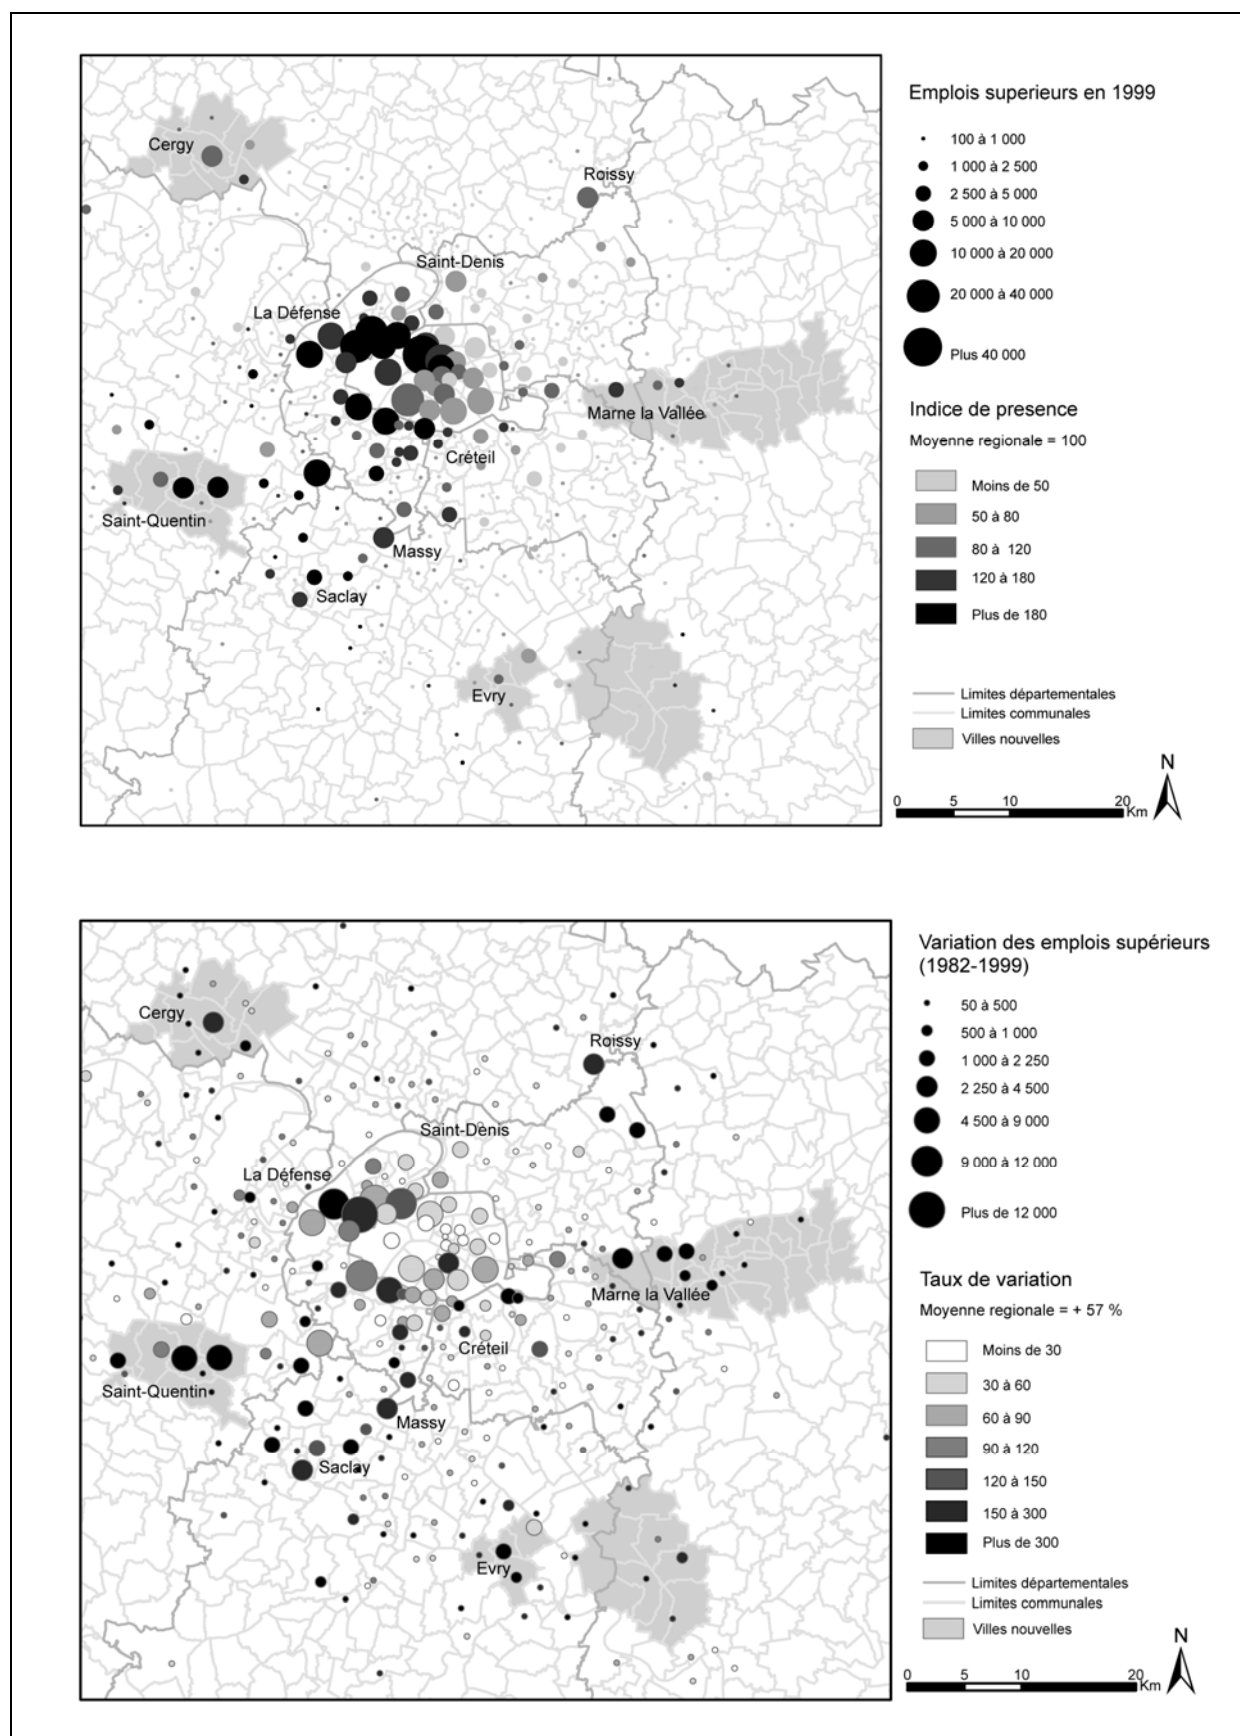 Cergy
Roissy
Saint-Denis
La Défense
Marne la Vallée
Créteil
Saint-Quentin
Massy
Saclay
Evry
Emplois superieurs en 1999
100 à 1 000
1 000 à 2 500
2 500 à 5 000
5 000 à 10 000
10 000 à 20 000
20 000 à 40 000
Plus 40 000
Indice de presence
Moyenne regionale = 100
Moins de 50
50 à 80
80 à 120
120 à 180
Plus de 180
Limites départementales
Limites communales
Villes nouvelles
N
0 5 10 20
Km
Cergy
Roissy
Saint-Denis
La Défense
Marne la Vallée
Créteil
Saint-Quentin
Massy
Saclay
Evry
Variation des emplois supérieurs
(1982-1999)
50 à 500
500 à 1 000
1 000 à 2 250
2 250 à 4 500
4 500 à 9 000
9 000 à 12 000
Plus de 12 000
Taux de variation
Moyenne regionale = + 57 %
Moins de 30
30 à 60
60 à 90
90 à 120
120 à 150
150 à 300
Plus de 300
Limites départementales
Limites communales
Villes nouvelles
N
0 5 10 20
Km